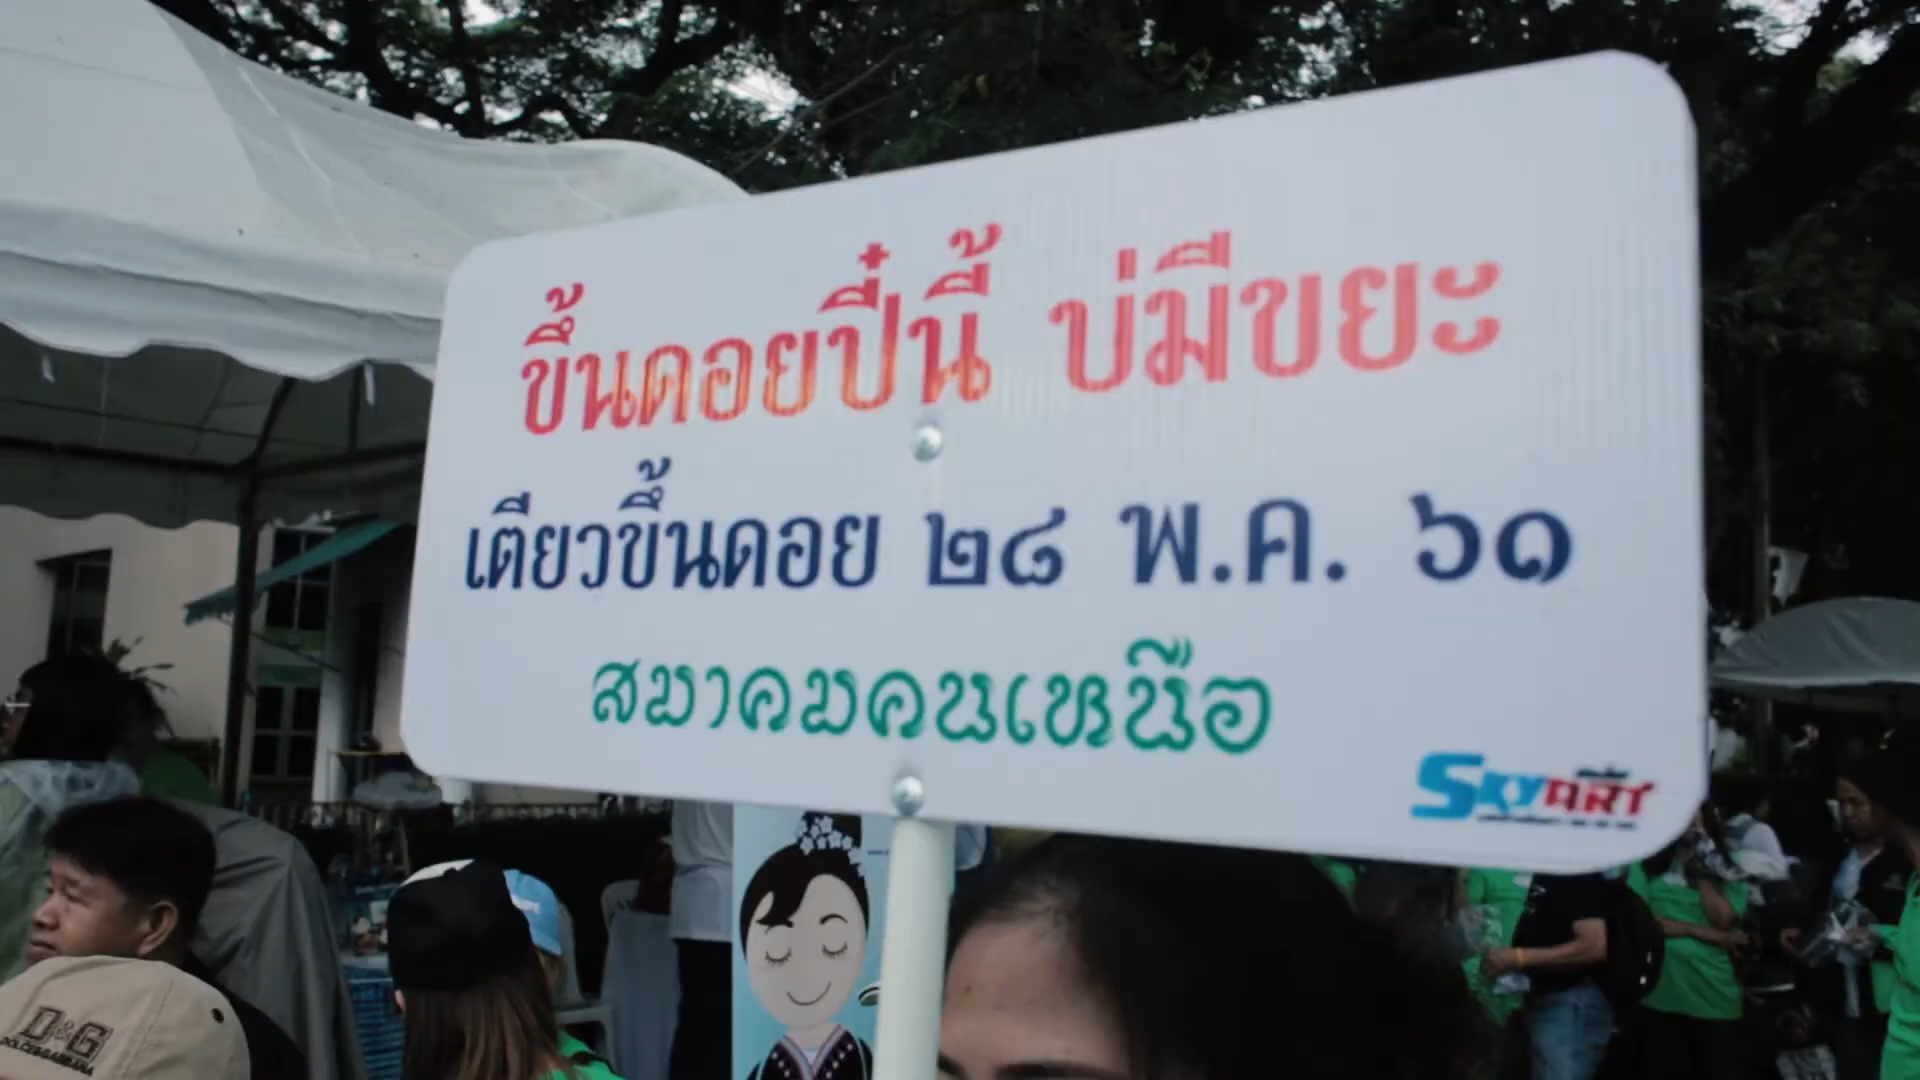 ขึ้นดอยปี๋นี้ บ่มีขยะ
เตียวขึ้นดอย ๒๘ พ.ค. ๖๑
สมาคมคนเหนือ
SKYART
D&G
DOLCE&GABBANA